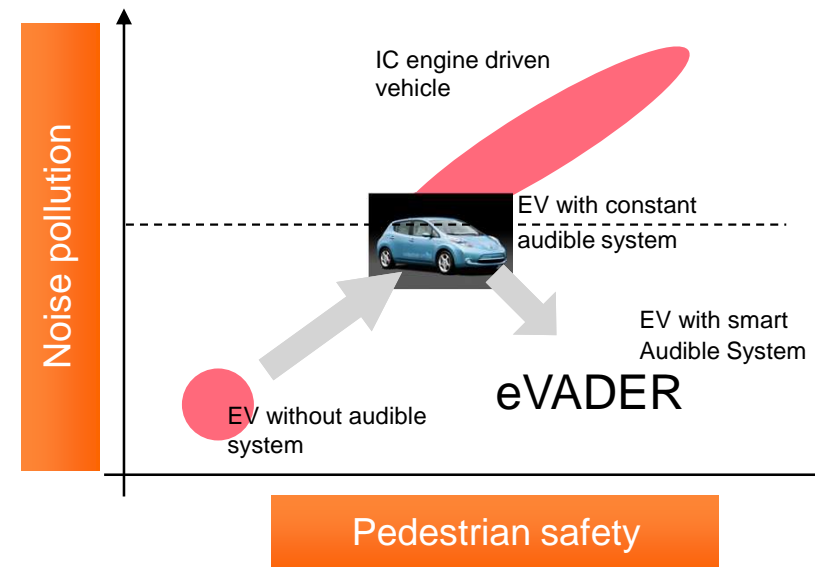 IC engine driven
vehicle
Noise pollution
EV with constant
audible system
EV with smart
Audible System
eVADER
EV without audible
system
Pedestrian safety